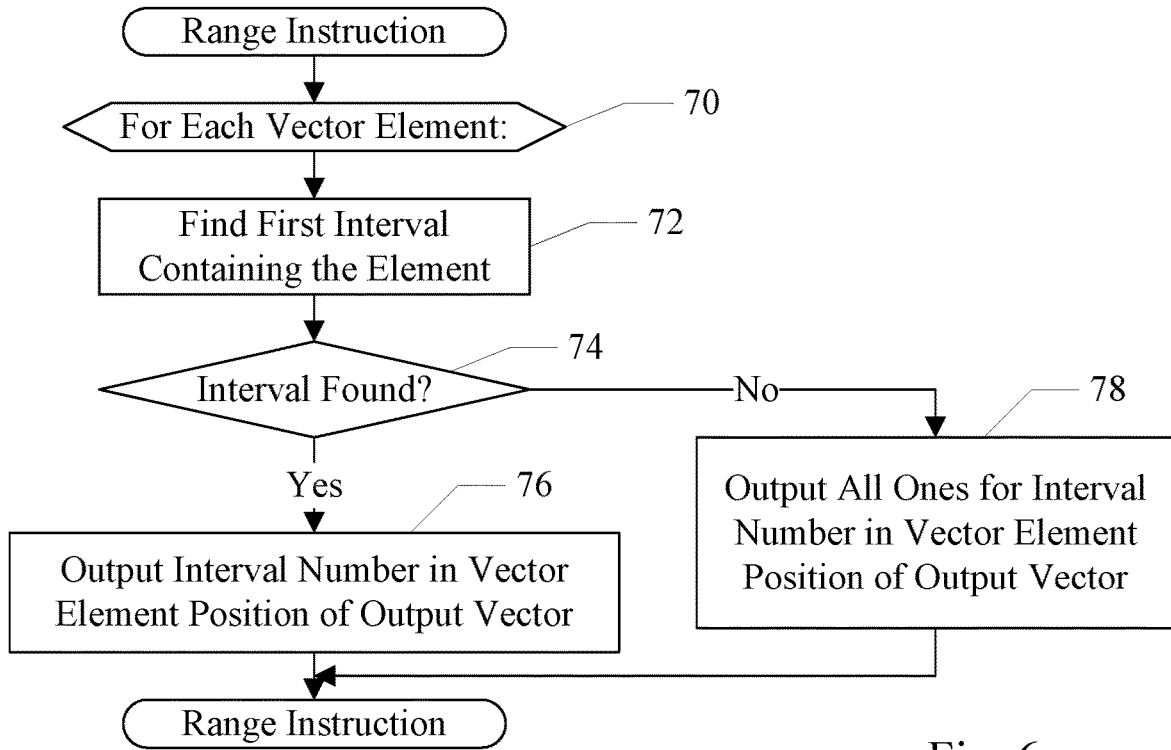 Range Instruction
For Each Vector Element:
70
Find First Interval
Containing the Element
72
Interval Found?
74
No
Yes
76
78
Output Interval Number in Vector
Element Position of Output Vector
Output All Ones for Interval
Number in Vector Element
Position of Output Vector
Range Instruction